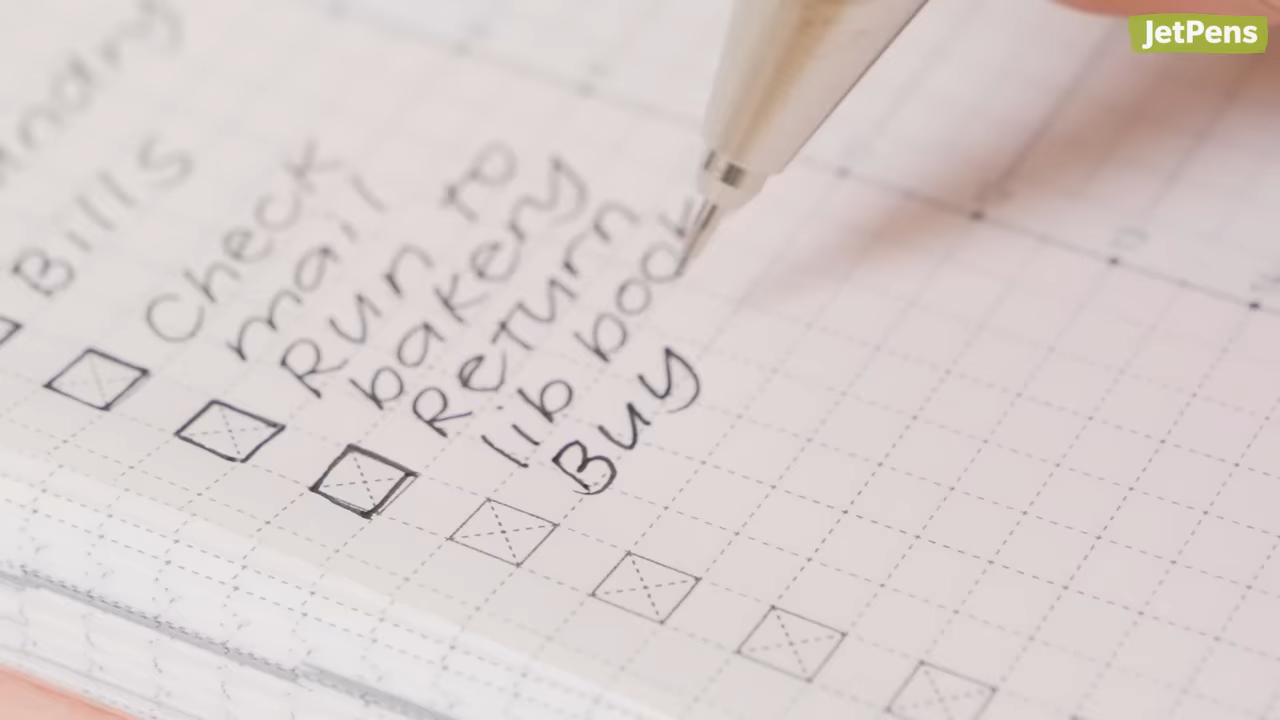 JetPens
Bills
Check
mail
Run to
bakery
Return
lib book
Buy